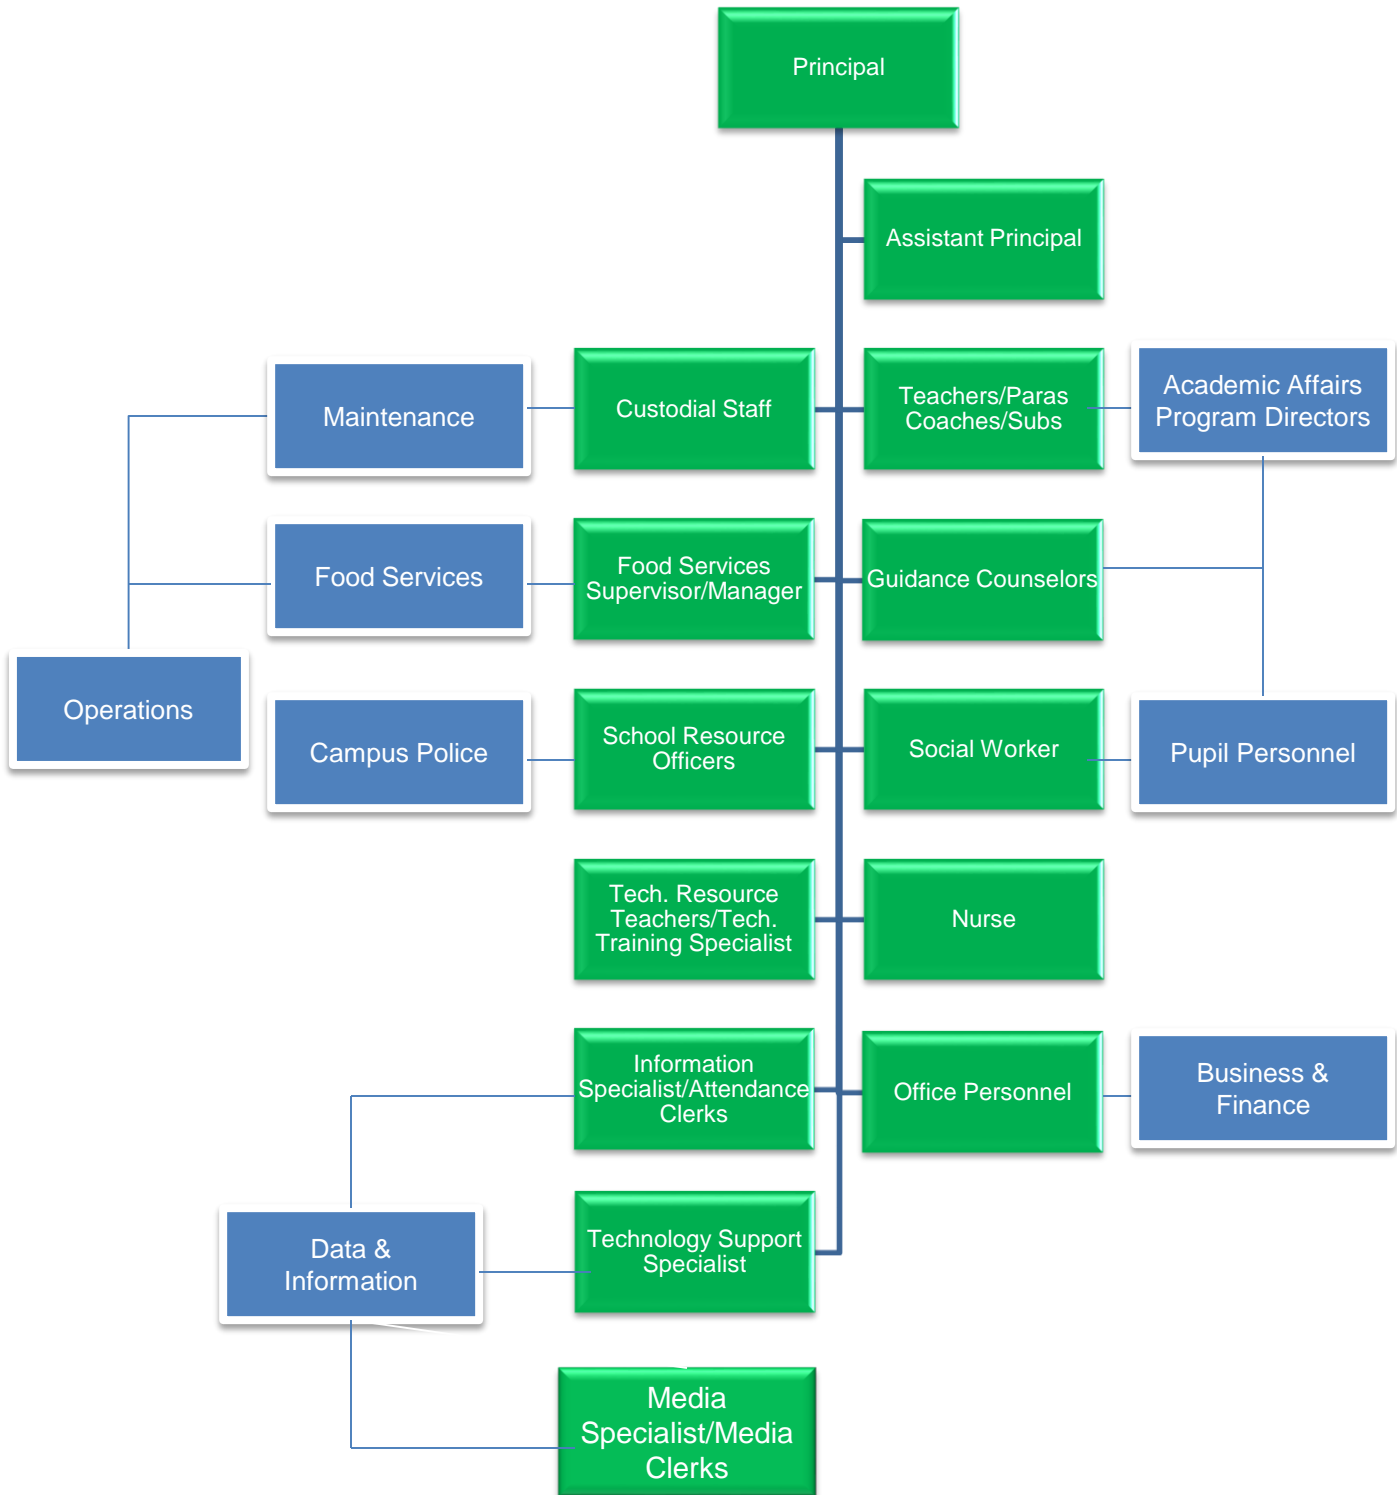 Principal
Assistant Principal
Maintenance
Custodial Staff
Teachers/Paras
Coaches/Subs
Academic Affairs
Program Directors
Food Services
Food Services
Supervisor/Manager
Guidance Counselors
Operations
Campus Police
School Resource
Officers
Social Worker
Pupil Personnel
Tech. Resource
Teachers/Tech.
Training Specialist
Nurse
Information
Specialist/Attendance
Clerks
Office Personnel
Business &
Finance
Data &
Information
Technology Support
Specialist
Media
Specialist/Media
Clerks